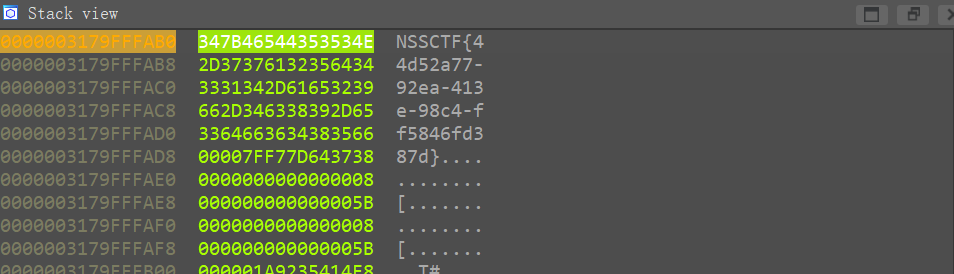 Stack view
0000003179FFFAB0 347B46544353534E NSSCTF{4
0000003179FFFAB8 2D37376132356434 4d52a77-
0000003179FFFAC0 3331342D61653239 92ea-413
0000003179FFFAC8 662D346338392D65 e-98c4-f
0000003179FFFAD0 3364663634383566 f5846fd3
0000003179FFFAD8 00007FF77D643738 87d}....
0000003179FFFAE0 0000000000000008 ........
0000003179FFFAE8 000000000000005B [.......
0000003179FFFAF0 0000000000000008 ........
0000003179FFFAF8 000000000000005B [.......
0000003179FFFB00 000001A9235414E8